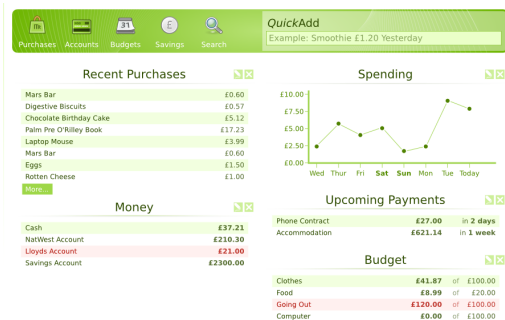 QuickAdd
31
£
Purchases Accounts Budgets Savings Search
Example: Smoothie £1.20 Yesterday
Recent Purchases
Mars Bar £0.60
Digestive Biscuits £0.57
Chocolate Birthday Cake £5.12
Palm Pre O'Rilley Book £17.23
Laptop Mouse £3.99
Mars Bar £0.60
Eggs £1.50
Rotten Cheese £1.00
More...
Money
Cash £37.21
NatWest Account £210.30
Lloyds Account £21.00
Savings Account £2300.00
Spending
£10.00
£7.50
£5.00
£2.50
£0.00
Wed Thur Fri Sat Sun Mon Tue Today
Upcoming Payments
Phone Contract £27.00 in 2 days
Accommodation £621.14 in 1 week
Budget
Clothes £41.87 of £100.00
Food £8.99 of £20.00
Going Out £120.00 of £100.00
Computer £0.00 of £100.00